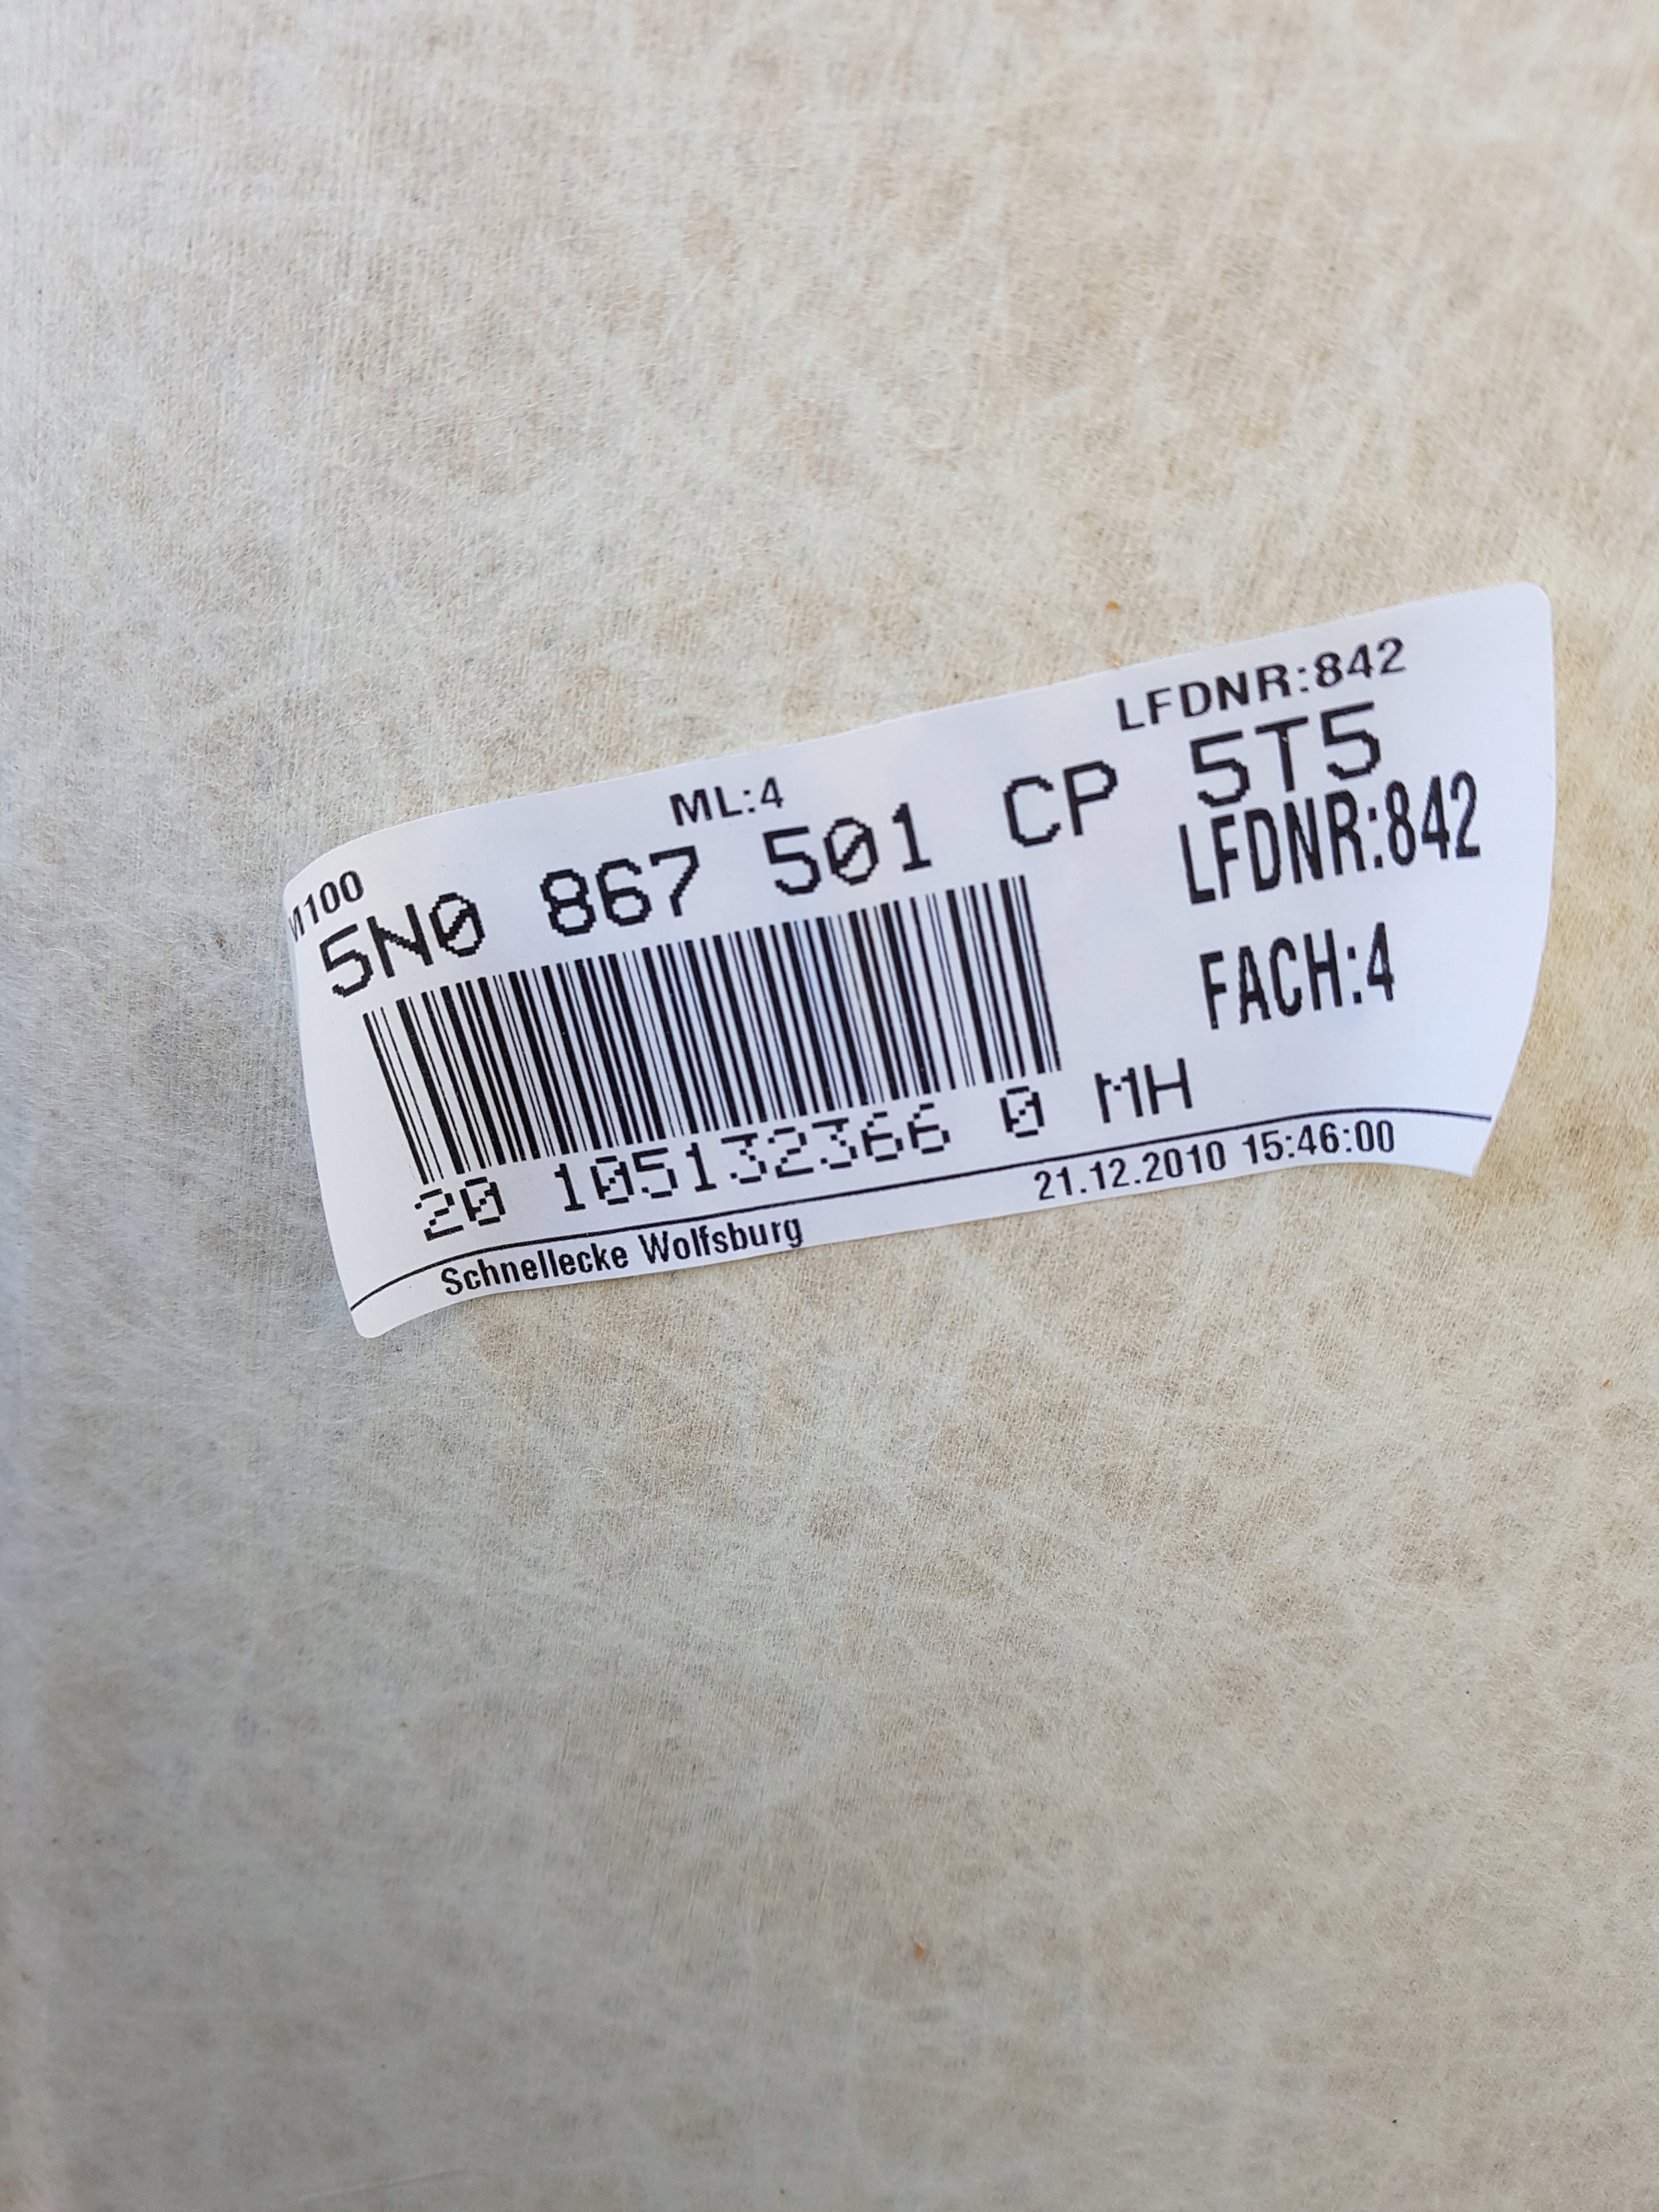 ML:4 LFDNR:842
5N0 867 501 CP 5T5
LFDNR:842
FACH:4
20 105132366 0 MH
Schnellecke Wolfsburg 21.12.2010 15:46:00